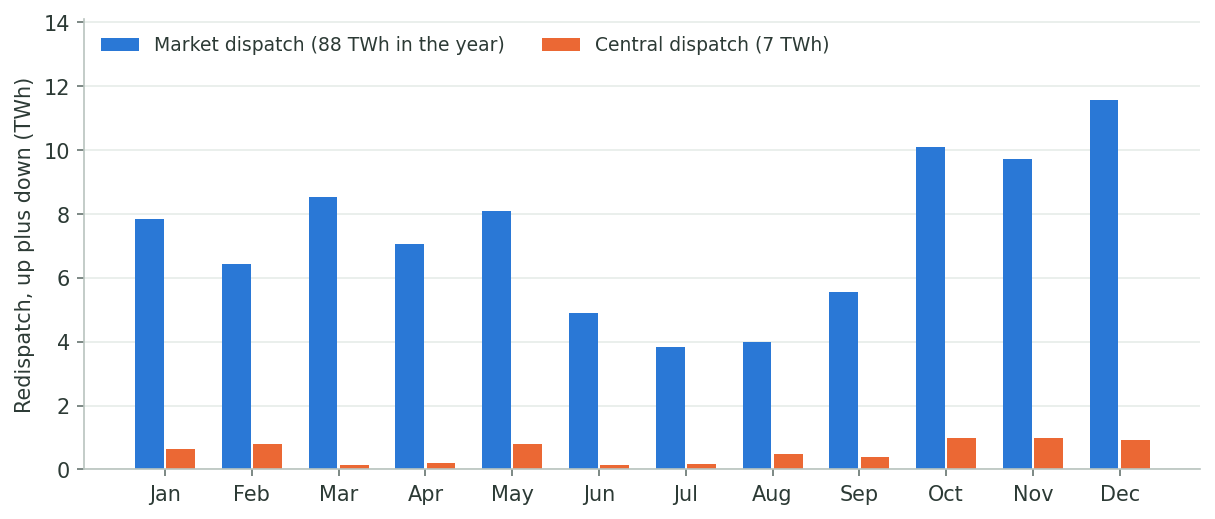 Market dispatch (88 TWh in the year)
Central dispatch (7 TWh)
Redispatch, up plus down (TWh)
14
12
10
8
6
4
2
0
Jan Feb Mar Apr May Jun Jul Aug Sep Oct Nov Dec